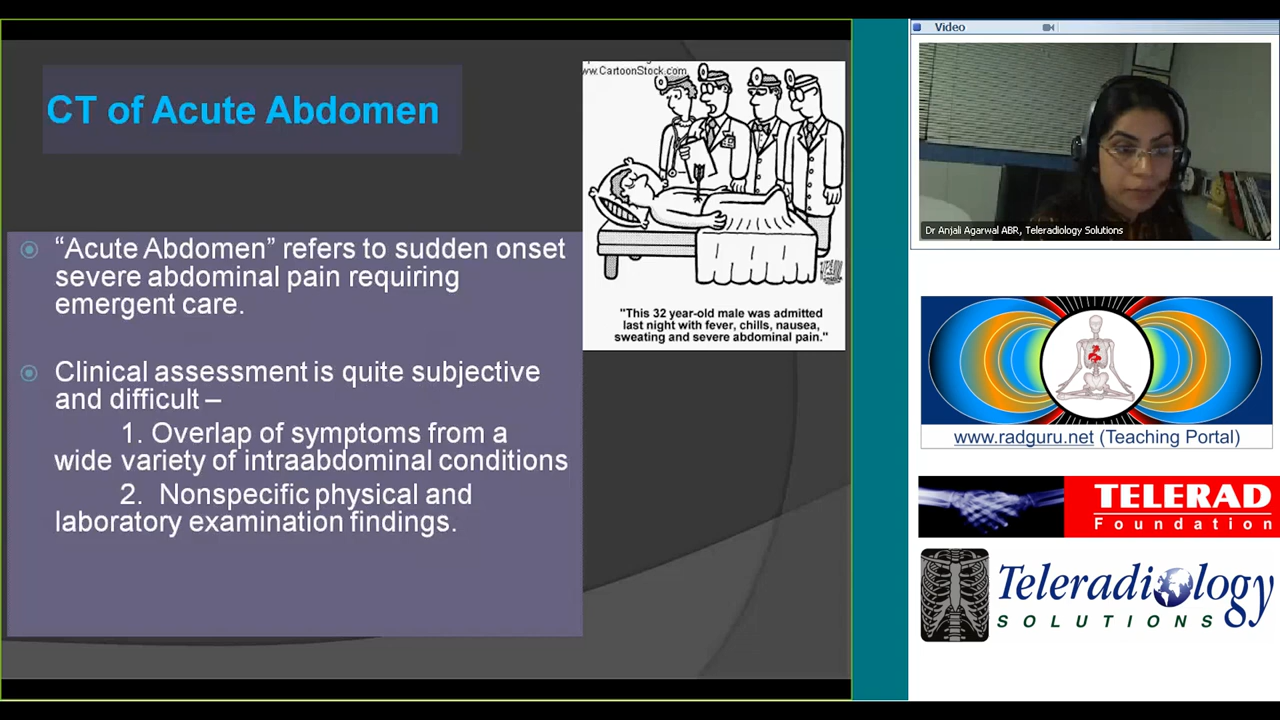 CT of Acute Abdomen
www.CartoonStock.com
“Acute Abdomen” refers to sudden onset
severe abdominal pain requiring
emergent care.
Clinical assessment is quite subjective
and difficult –
1. Overlap of symptoms from a
wide variety of intraabdominal conditions
2. Nonspecific physical and
laboratory examination findings.
"This 32 year-old male was admitted
last night with fever, chills, nausea,
sweating and severe abdominal pain."
Video
Dr Anjali Agarwal ABR, Teleradiology Solutions
www.radguru.net (Teaching Portal)
TELERAD
Foundation
Teleradiology
SOLUTIONS